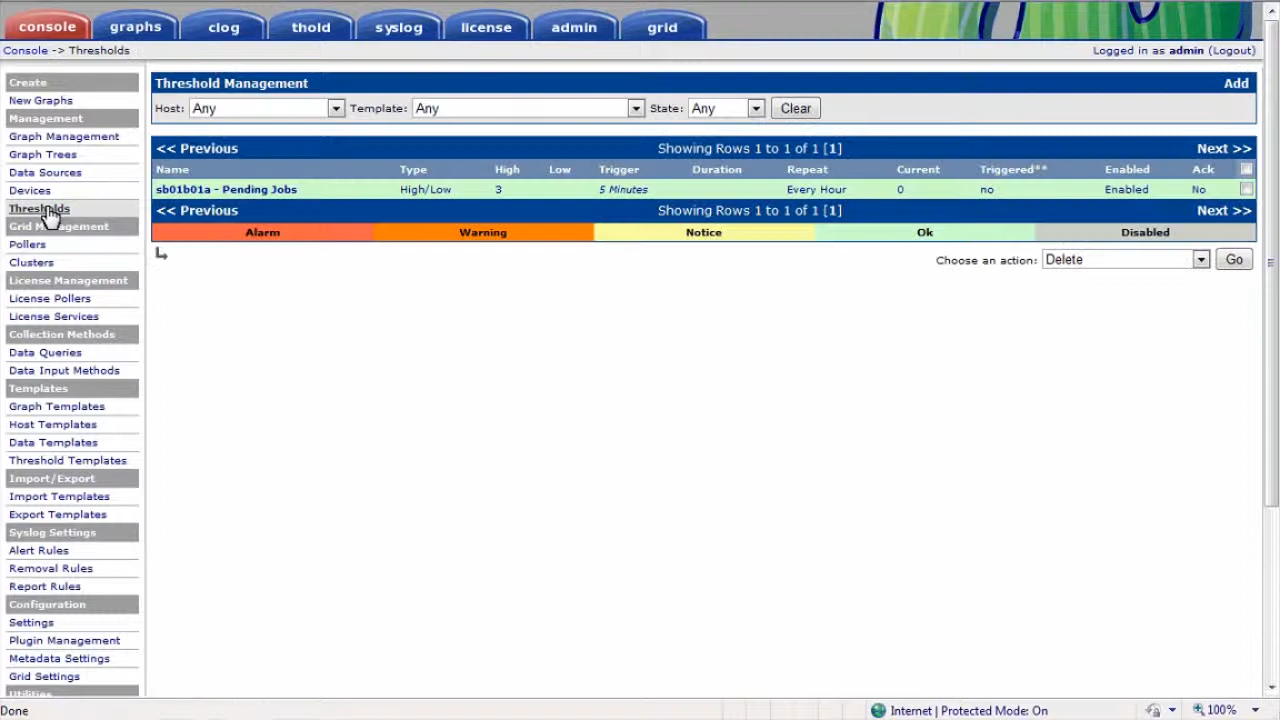 console graphs clog thold syslog license admin grid
Console -> Thresholds
Logged in as admin (Logout)
Create
New Graphs
Management
Graph Management
Graph Trees
Data Sources
Devices
Thresholds
Grid Management
Pollers
Clusters
License Management
License Pollers
License Services
Collection Methods
Data Queries
Data Input Methods
Templates
Graph Templates
Host Templates
Data Templates
Threshold Templates
Import/Export
Import Templates
Export Templates
Syslog Settings
Alert Rules
Removal Rules
Report Rules
Configuration
Settings
Plugin Management
Metadata Settings
Grid Settings
Utilities
Threshold Management Add
Host: Any Template: Any State: Any Clear
<< Previous Showing Rows 1 to 1 of 1 [1] Next >>
Name Type High Low Trigger Duration Repeat Current Triggered** Enabled Ack
sb01b01a - Pending Jobs High/Low 3 5 Minutes Every Hour 0 no Enabled No
<< Previous Showing Rows 1 to 1 of 1 [1] Next >>
Alarm Warning Notice Ok Disabled
Choose an action: Delete Go
Done Internet | Protected Mode: On 100%